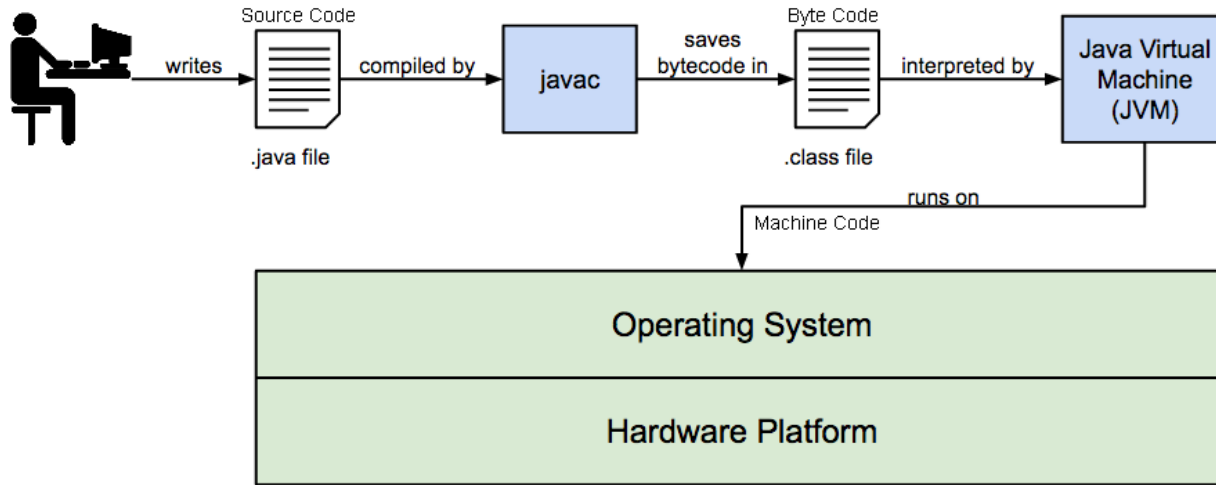 Source Code
Byte Code
writes
compiled by
javac
saves
bytecode in
interpreted by
Java Virtual
Machine
(JVM)
.java file
.class file
runs on
Machine Code
Operating System
Hardware Platform